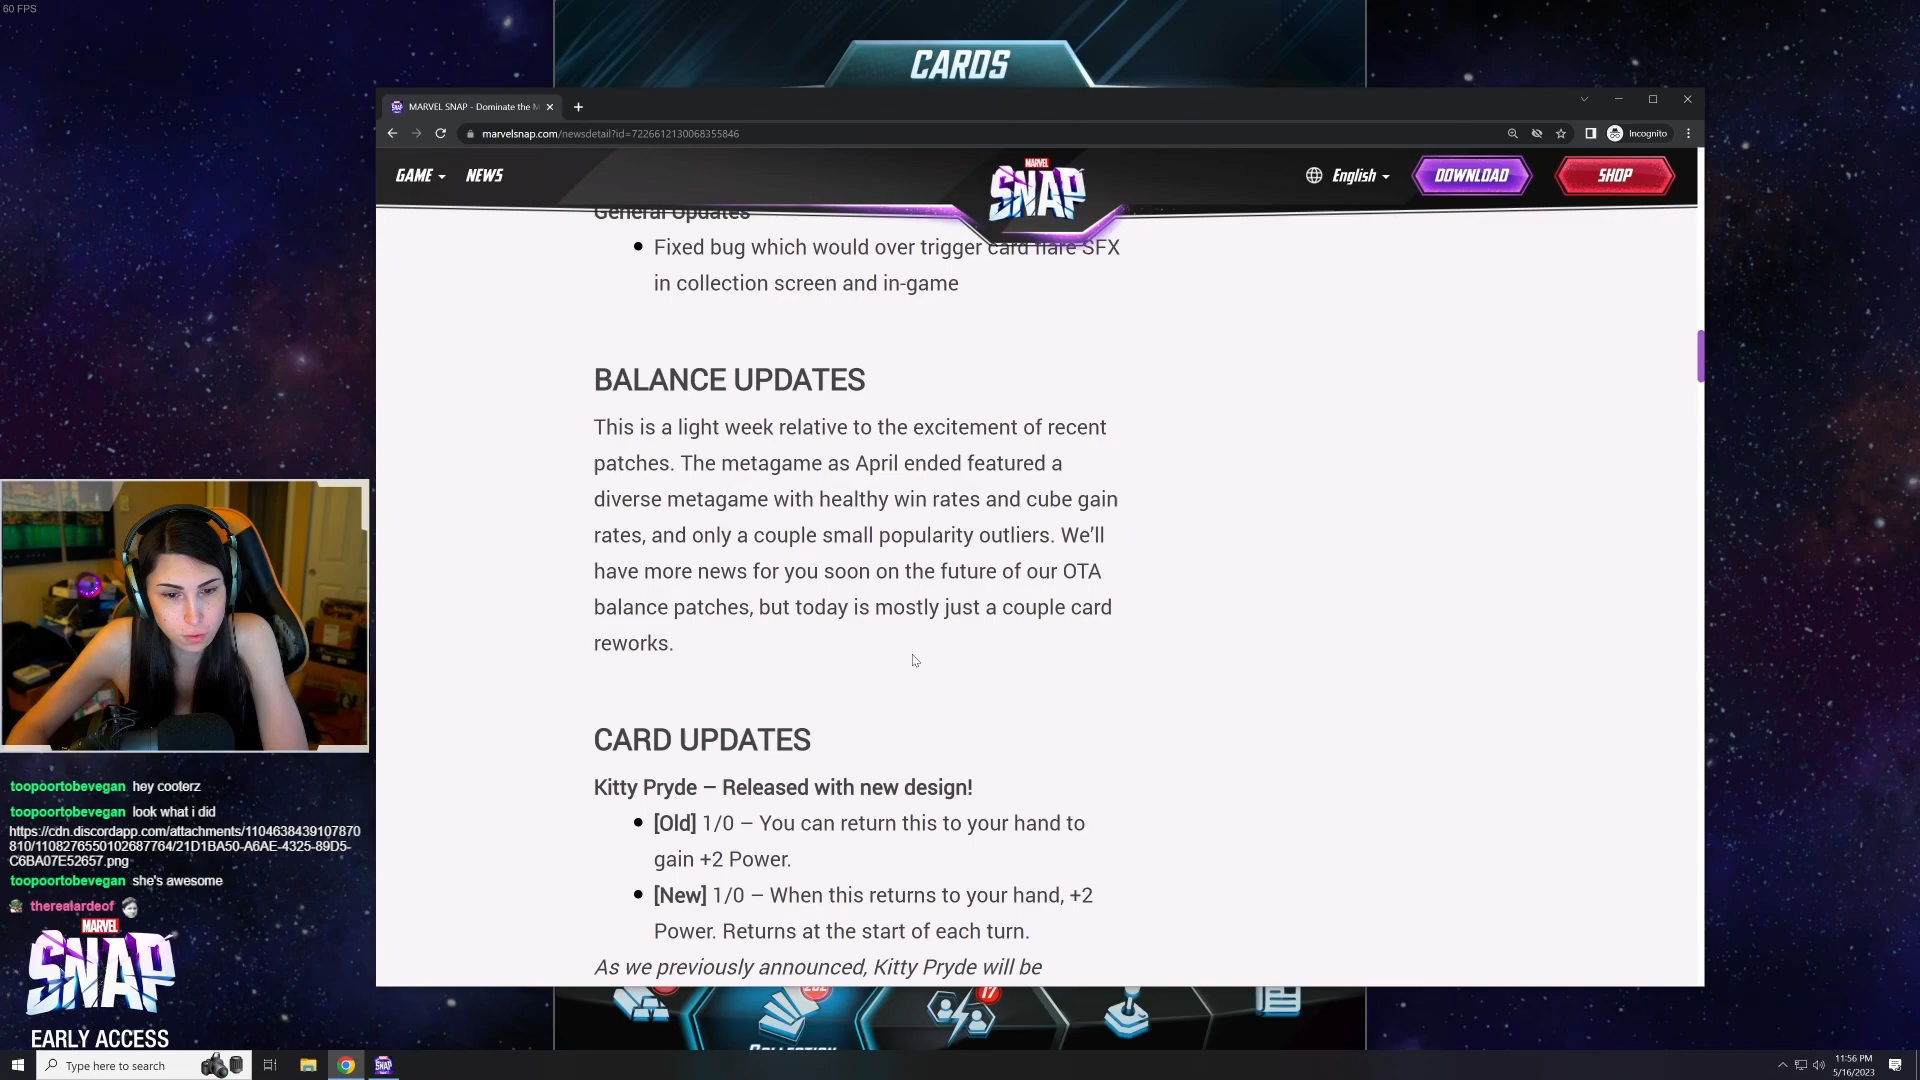 60 FPS
CARDS
MARVEL SNAP - Dominate the M
marvelsnap.com/newsdetail?id=7226612130068355846
Incognito
GAME
NEWS
MARVEL
SNAP
English
DOWNLOAD
SHOP
General Updates
Fixed bug which would over trigger card flare SFX
in collection screen and in-game
BALANCE UPDATES
This is a light week relative to the excitement of recent
patches. The metagame as April ended featured a
diverse metagame with healthy win rates and cube gain
rates, and only a couple small popularity outliers. We'll
have more news for you soon on the future of our OTA
balance patches, but today is mostly just a couple card
reworks.
CARD UPDATES
Kitty Pryde – Released with new design!
[Old] 1/0 – You can return this to your hand to
gain +2 Power.
[New] 1/0 – When this returns to your hand, +2
Power. Returns at the start of each turn.
As we previously announced, Kitty Pryde will be
toopoortobevegan hey cooterz
toopoortobevegan look what i did
https://cdn.discordapp.com/attachments/1104638439107870
810/1108276550102687764/21D1BA50-A6AE-4325-89D5-
C6BA07E52657.png
toopoortobevegan she's awesome
therealardeof
MARVEL
SNAP
EARLY ACCESS
17
Type here to search
11:56 PM
5/16/2023